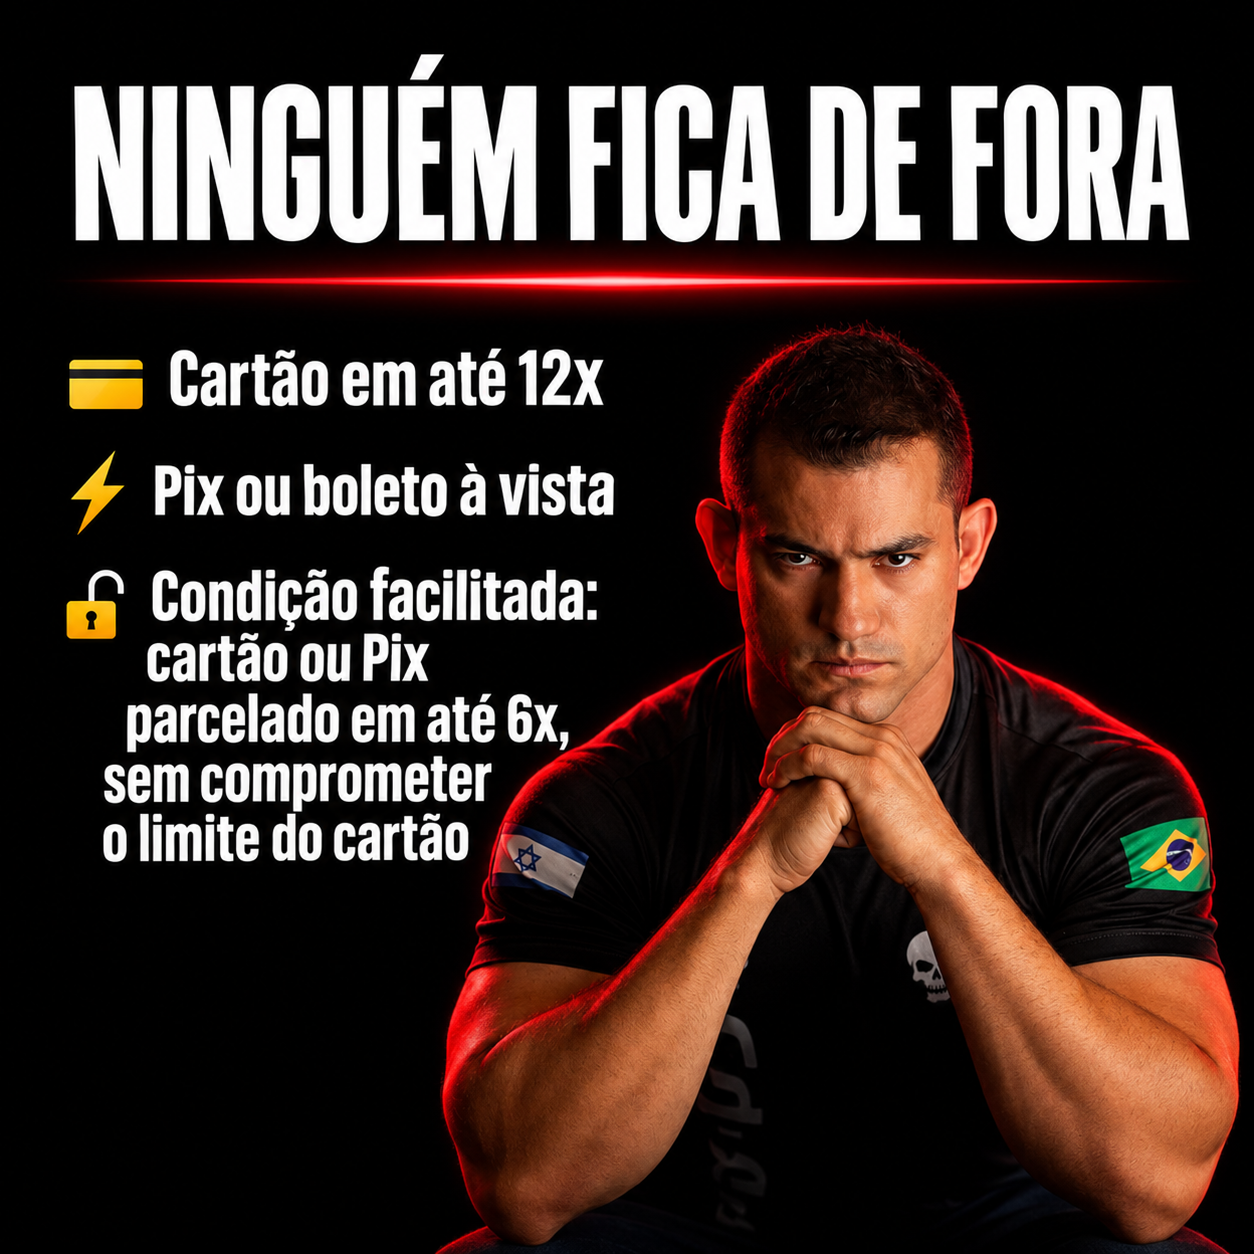 NINGUÉM FICA DE FORA
Cartão em até 12x
Pix ou boleto à vista
Condição facilitada:
cartão ou Pix
parcelado em até 6x,
sem comprometer
o limite do cartão